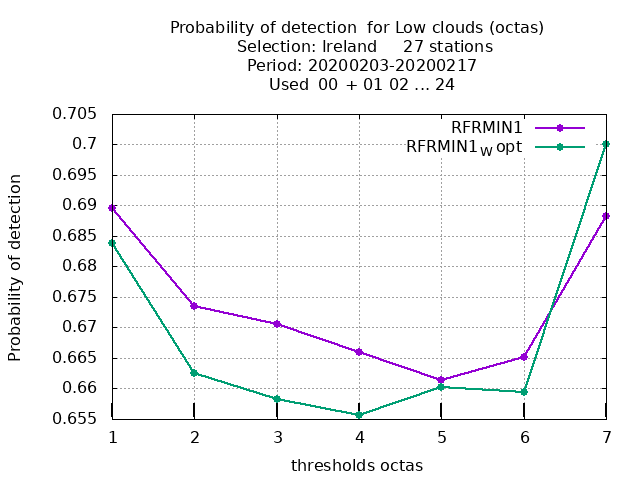 Probability of detection  for Low clouds (octas)
Selection: Ireland     27 stations
Period: 20200203-20200217
Used  00 + 01 02 ... 24
0.705
0.7
0.695
0.69
0.685
0.68
0.675
0.67
0.665
0.66
0.655
Probability of detection
RFRMIN1
RFRMIN1W opt
1 2 3 4 5 6 7
thresholds octas